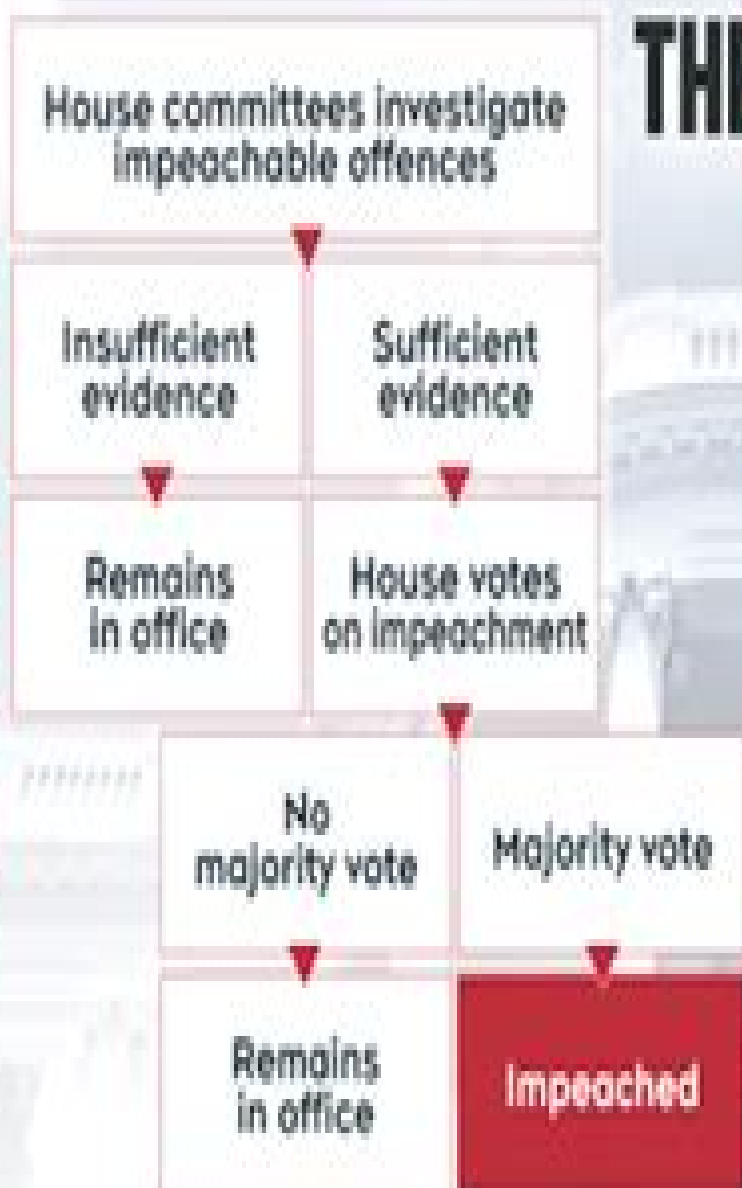 THE
House committees investigate
impeachable offences
Insufficient
evidence
Sufficient
evidence
Remains
in office
House votes
on impeachment
No
majority vote
Majority vote
Remains
in office
Impeached